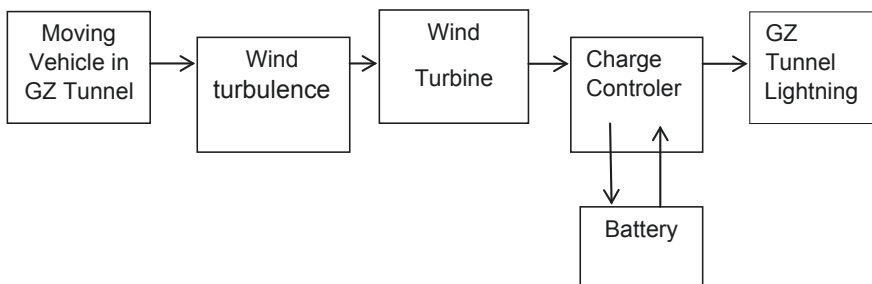 Moving
Vehicle in
GZ Tunnel
Wind
turbulence
Wind
Turbine
Charge
Controler
GZ
Tunnel
Lightning
Battery